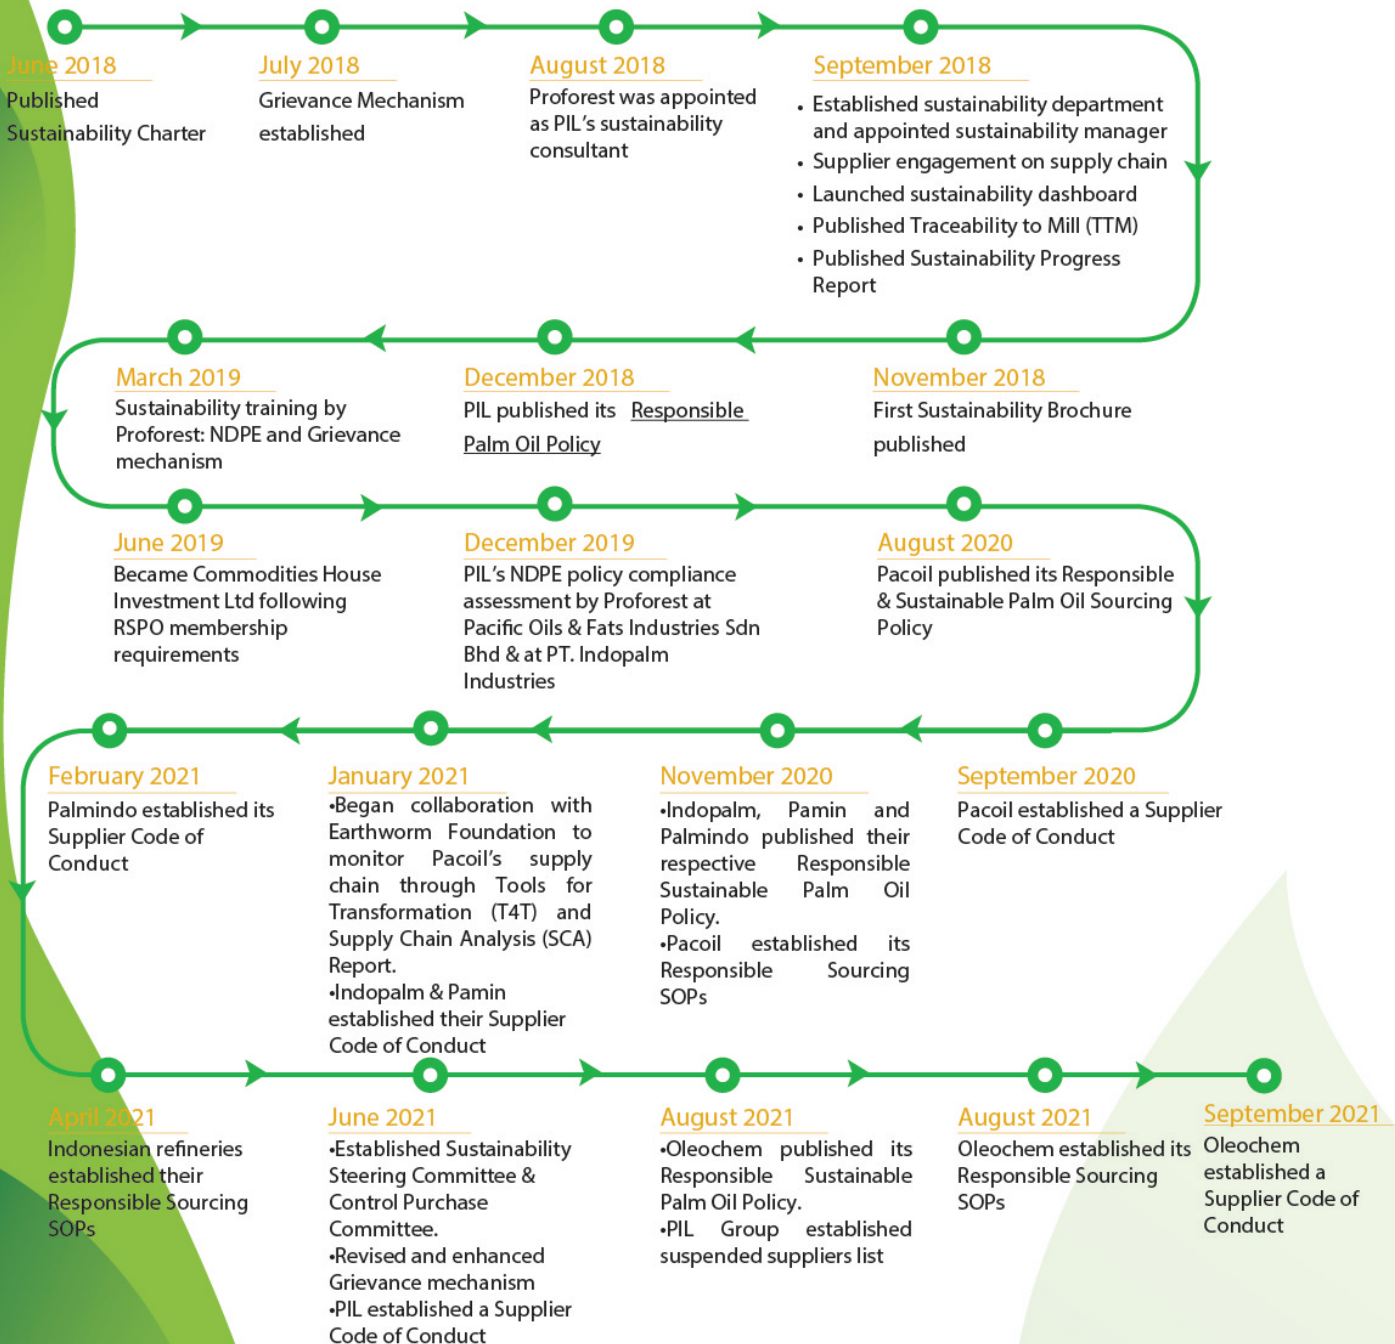 June 2018
Published
Sustainability Charter
July 2018
Grievance Mechanism
established
August 2018
Proforest was appointed
as PIL's sustainability
consultant
September 2018
• Established sustainability department
and appointed sustainability manager
• Supplier engagement on supply chain
• Launched sustainability dashboard
• Published Traceability to Mill (TTM)
• Published Sustainability Progress
Report
November 2018
First Sustainability Brochure
published
December 2018
PIL published its Responsible
Palm Oil Policy
March 2019
Sustainability training by
Proforest: NDPE and Grievance
mechanism
June 2019
Became Commodities House
Investment Ltd following
RSPO membership
requirements
December 2019
PIL's NDPE policy compliance
assessment by Proforest at
Pacific Oils & Fats Industries Sdn
Bhd & at PT. Indopalm
Industries
August 2020
Pacoil published its Responsible
& Sustainable Palm Oil Sourcing
Policy
September 2020
Pacoil established a Supplier
Code of Conduct
November 2020
•Indopalm, Pamin and
Palmindo published their
respective Responsible
Sustainable Palm Oil
Policy.
•Pacoil established its
Responsible Sourcing
SOPs
January 2021
•Began collaboration with
Earthworm Foundation to
monitor Pacoil's supply
chain through Tools for
Transformation (T4T) and
Supply Chain Analysis (SCA)
Report.
•Indopalm & Pamin
established their Supplier
Code of Conduct
February 2021
Palmindo established its
Supplier Code of
Conduct
April 2021
Indonesian refineries
established their
Responsible Sourcing
SOPs
June 2021
•Established Sustainability
Steering Committee &
Control Purchase
Committee.
•Revised and enhanced
Grievance mechanism
•PIL established a Supplier
Code of Conduct
August 2021
•Oleochem published its
Responsible Sustainable
Palm Oil Policy.
•PIL Group established
suspended suppliers list
August 2021
Oleochem established its
Responsible Sourcing
SOPs
September 2021
Oleochem
established a
Supplier Code of
Conduct